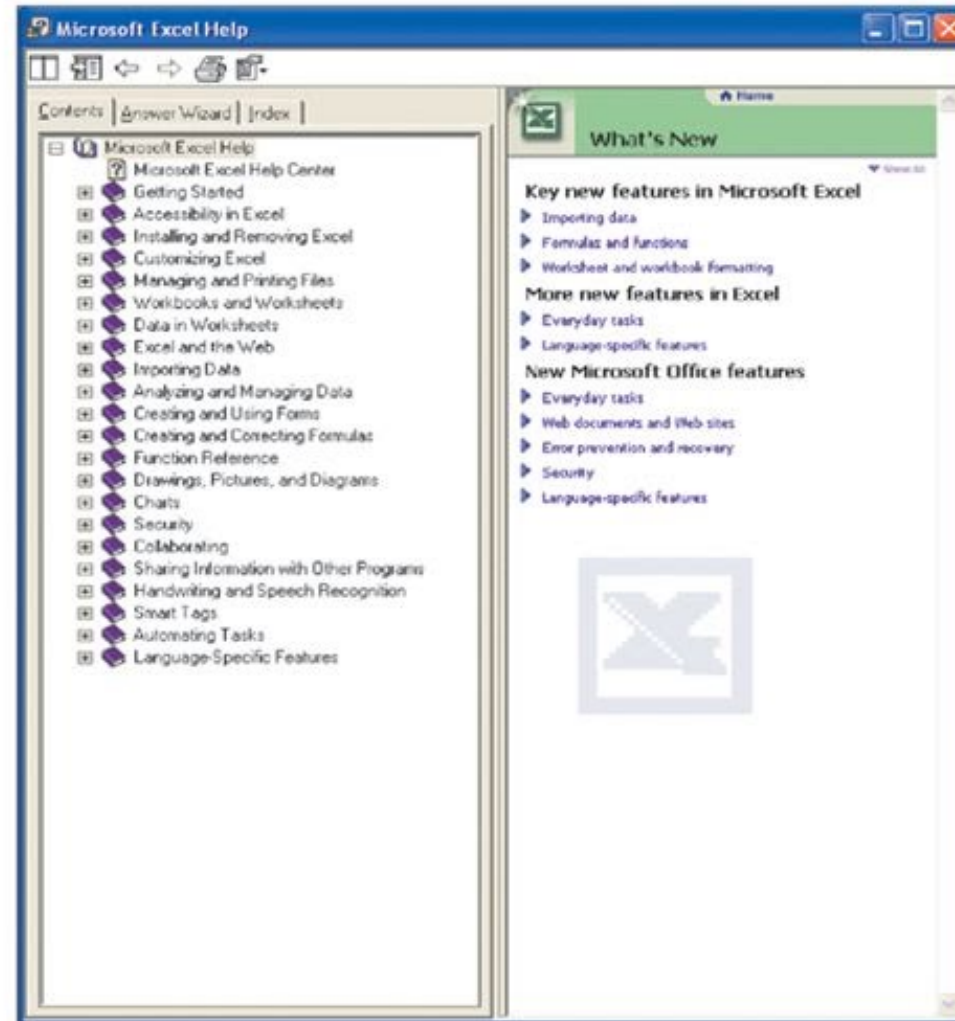 Microsoft Excel Help
Contents Answer Wizard Index
Microsoft Excel Help
Microsoft Excel Help Center
Getting Started
Accessibility in Excel
Installing and Removing Excel
Customizing Excel
Managing and Printing Files
Workbooks and Worksheets
Data in Worksheets
Excel and the Web
Importing Data
Analyzing and Managing Data
Creating and Using Forms
Creating and Correcting Formulas
Function Reference
Drawings, Pictures, and Diagrams
Charts
Security
Collaborating
Sharing Information with Other Programs
Handwriting and Speech Recognition
Smart Tags
Automating Tasks
Language-Specific Features
Home
What's New
Show All
Key new features in Microsoft Excel
Importing data
Formulas and functions
Worksheet and workbook formatting
More new features in Excel
Everyday tasks
Language-specific features
New Microsoft Office features
Everyday tasks
Web documents and Web sites
Error prevention and recovery
Security
Language-specific features